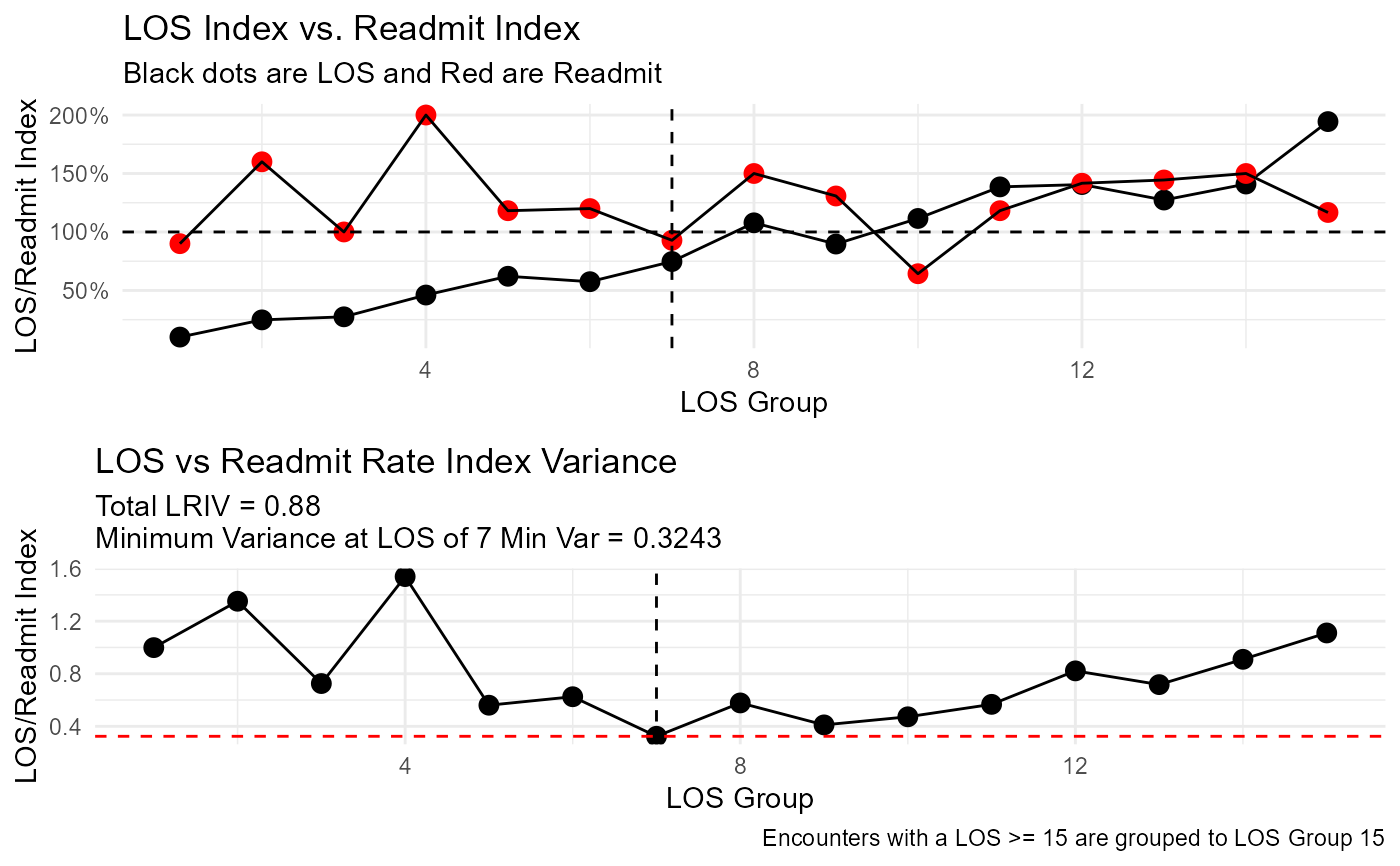 LOS Index vs. Readmit Index
Black dots are LOS and Red are Readmit
LOS/Readmit Index
200%
150%
100%
50%
4
8
12
LOS Group
LOS vs Readmit Rate Index Variance
Total LRIV = 0.88
Minimum Variance at LOS of 7 Min Var = 0.3243
LOS/Readmit Index
1.6
1.2
0.8
0.4
4
8
12
LOS Group
Encounters with a LOS >= 15 are grouped to LOS Group 15